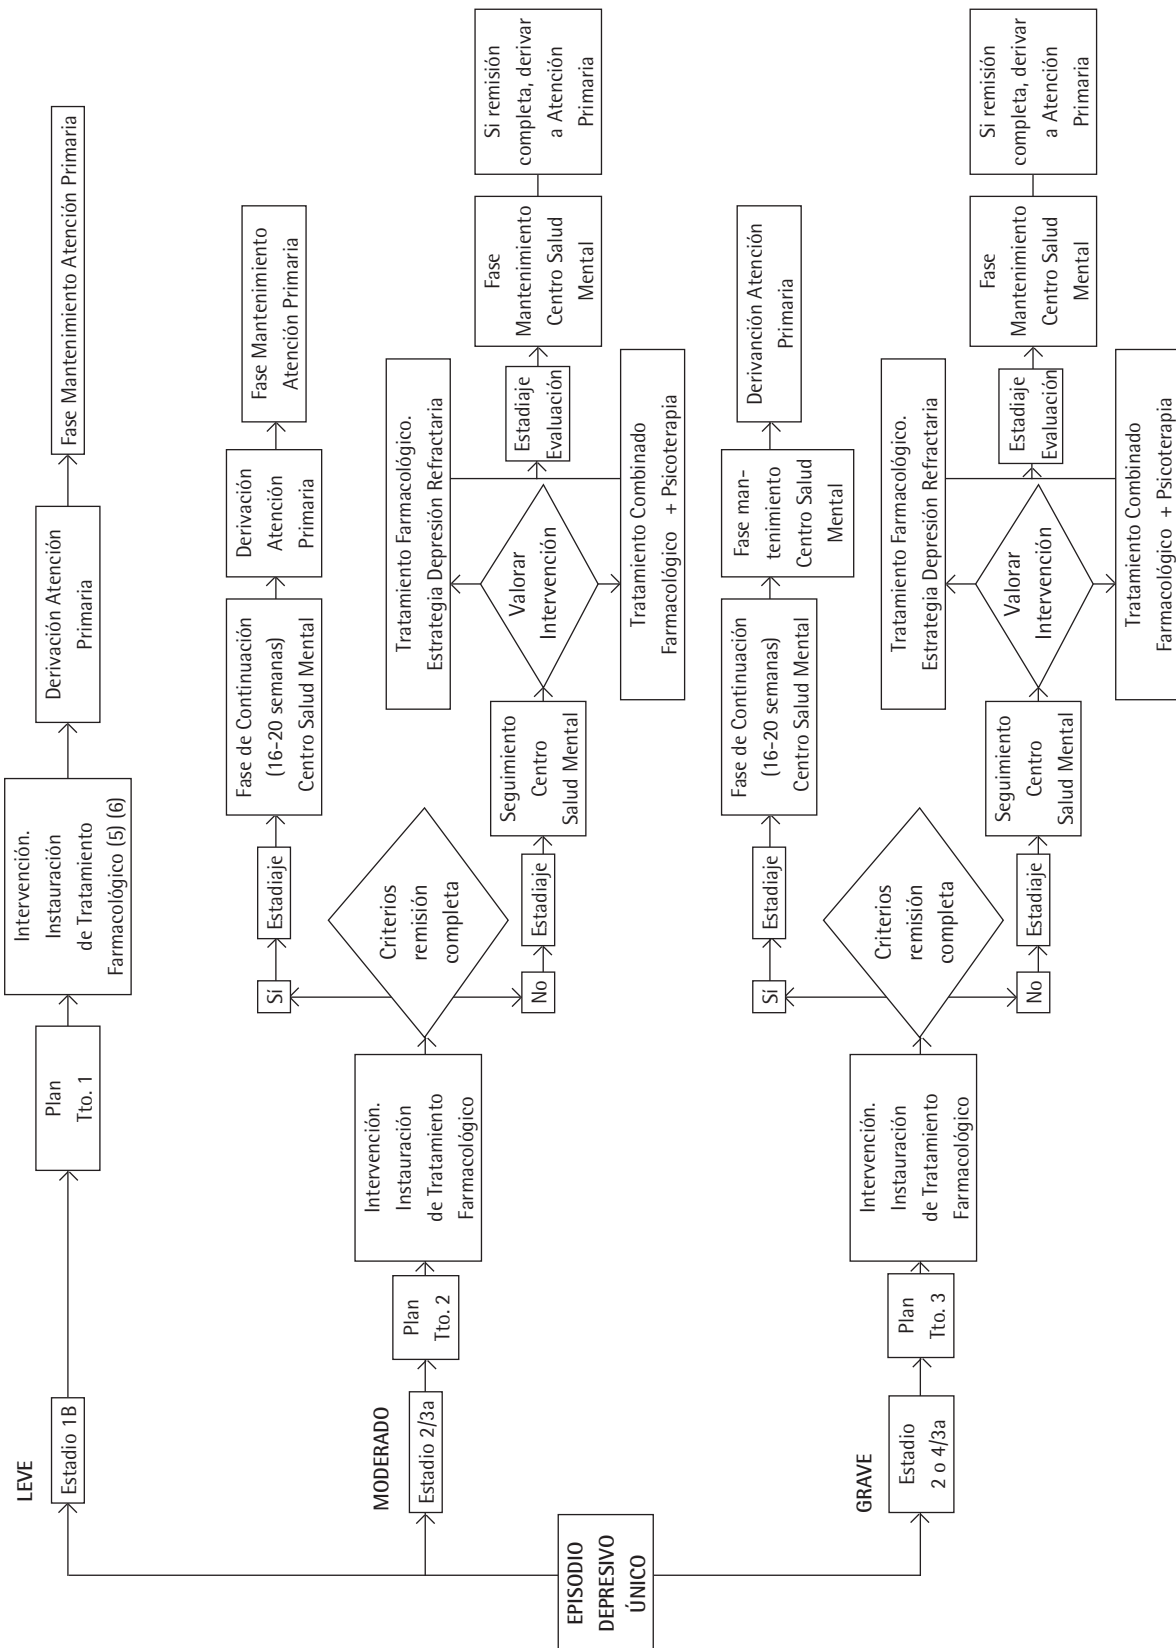 EPISODIO
DEPRESIVO
ÚNICO
LEVE
Estadio 1B
Plan
Tto. 1
Intervención.
Instauración
de Tratamiento
Farmacológico (5) (6)
Derivación Atención
Primaria
Fase Mantenimiento Atención Primaria
MODERADO
Estadio 2/3a
Plan
Tto. 2
Intervención.
Instauración
de Tratamiento
Farmacológico
Criterios
remisión
completa
Sí
Estadiaje
Fase de Continuación
(16-20 semanas)
Centro Salud Mental
Derivación
Atención
Primaria
Fase Mantenimiento
Atención Primaria
No
Estadiaje
Seguimiento
Centro
Salud Mental
Valorar
Intervención
Tratamiento Farmacológico.
Estrategia Depresión Refractaria
Tratamiento Combinado
Farmacológico + Psicoterapia
Estadiaje
Evaluación
Fase
Mantenimiento
Centro Salud
Mental
Si remisión
completa, derivar
a Atención
Primaria
GRAVE
Estadio
2 o 4/3a
Plan
Tto. 3
Intervención.
Instauración
de Tratamiento
Farmacológico
Criterios
remisión
completa
Sí
Estadiaje
Fase de Continuación
(16-20 semanas)
Centro Salud Mental
Fase man-
tenimiento
Centro Salud
Mental
Derivanción Atención
Primaria
No
Estadiaje
Seguimiento
Centro
Salud Mental
Valorar
Intervención
Tratamiento Farmacológico.
Estrategia Depresión Refractaria
Tratamiento Combinado
Farmacológico + Psicoterapia
Estadiaje
Evaluación
Fase
Mantenimiento
Centro Salud
Mental
Si remisión
completa, derivar
a Atención
Primaria